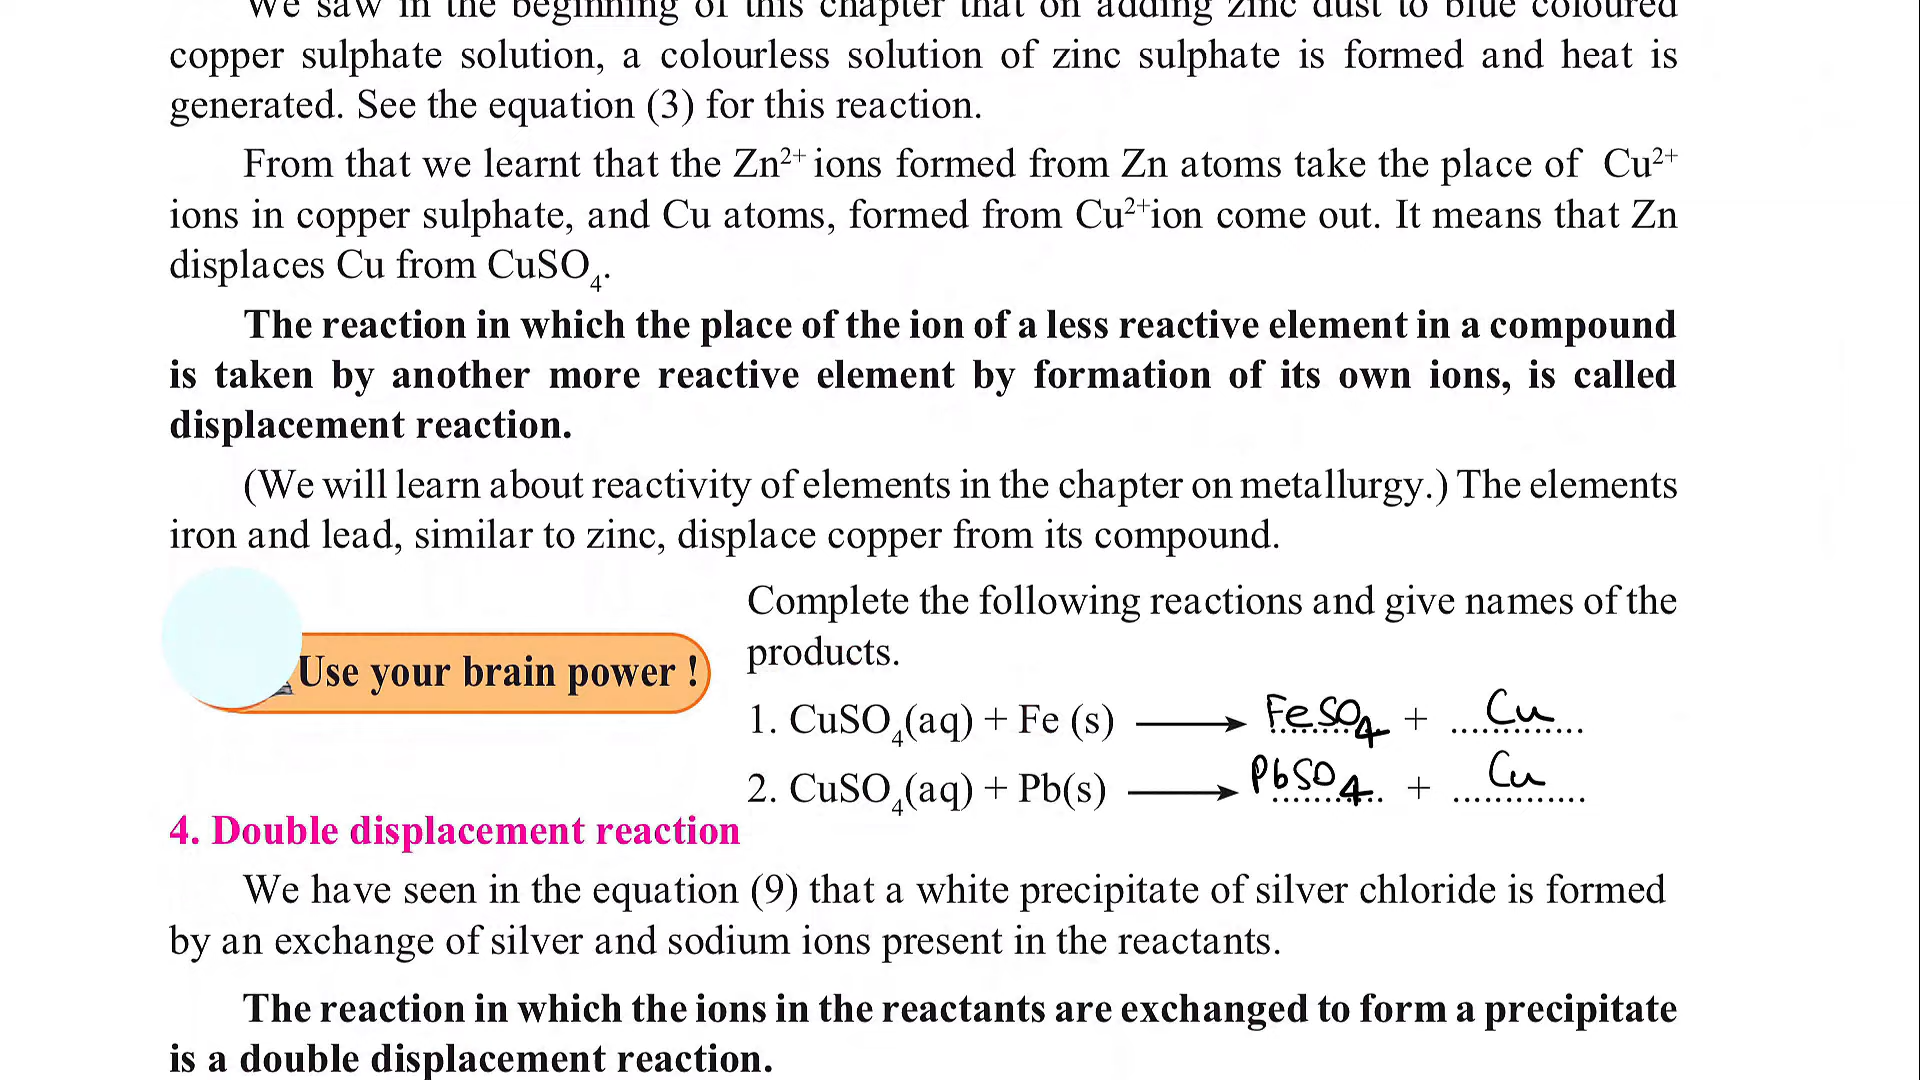 We saw in the beginning of this chapter that on adding zinc dust to blue coloured
copper sulphate solution, a colourless solution of zinc sulphate is formed and heat is
generated. See the equation (3) for this reaction.
From that we learnt that the Zn²⁺ ions formed from Zn atoms take the place of Cu²⁺
ions in copper sulphate, and Cu atoms, formed from Cu²⁺ion come out. It means that Zn
displaces Cu from CuSO₄.
The reaction in which the place of the ion of a less reactive element in a compound
is taken by another more reactive element by formation of its own ions, is called
displacement reaction.
(We will learn about reactivity of elements in the chapter on metallurgy.) The elements
iron and lead, similar to zinc, displace copper from its compound.
Use your brain power !
Complete the following reactions and give names of the
products.
1. CuSO₄(aq) + Fe (s) ⟶ FeSO₄ + Cu
2. CuSO₄(aq) + Pb(s) ⟶ PbSO₄ + Cu
4. Double displacement reaction
We have seen in the equation (9) that a white precipitate of silver chloride is formed
by an exchange of silver and sodium ions present in the reactants.
The reaction in which the ions in the reactants are exchanged to form a precipitate
is a double displacement reaction.